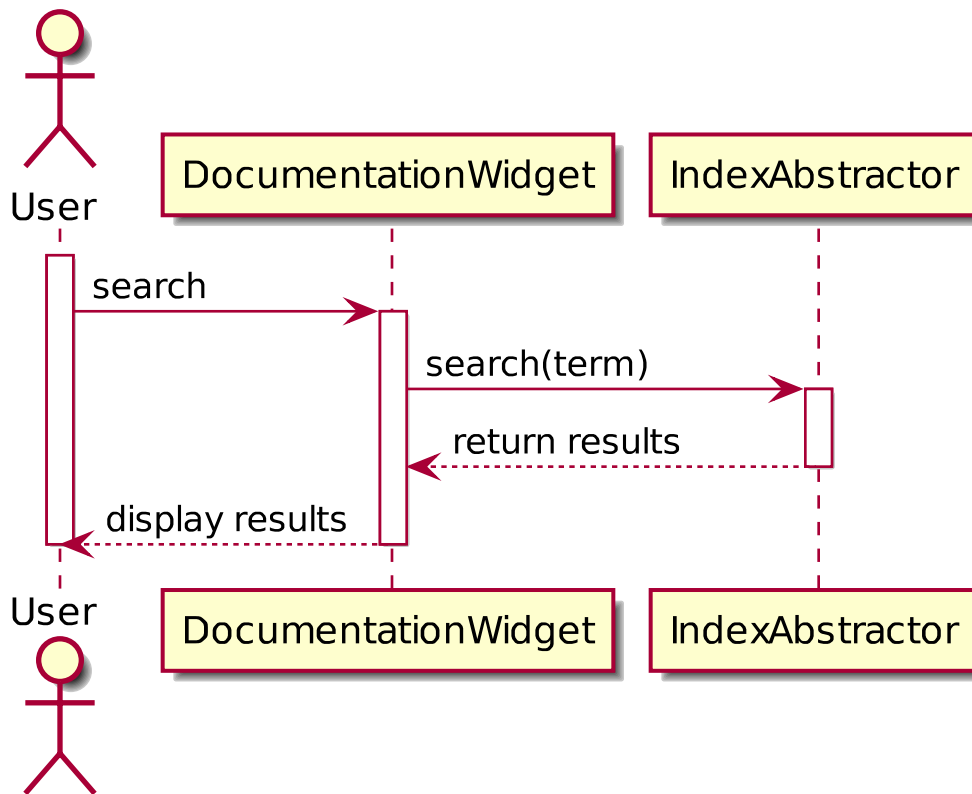 User
DocumentationWidget
IndexAbstractor
search
search(term)
return results
display results
User
DocumentationWidget
IndexAbstractor